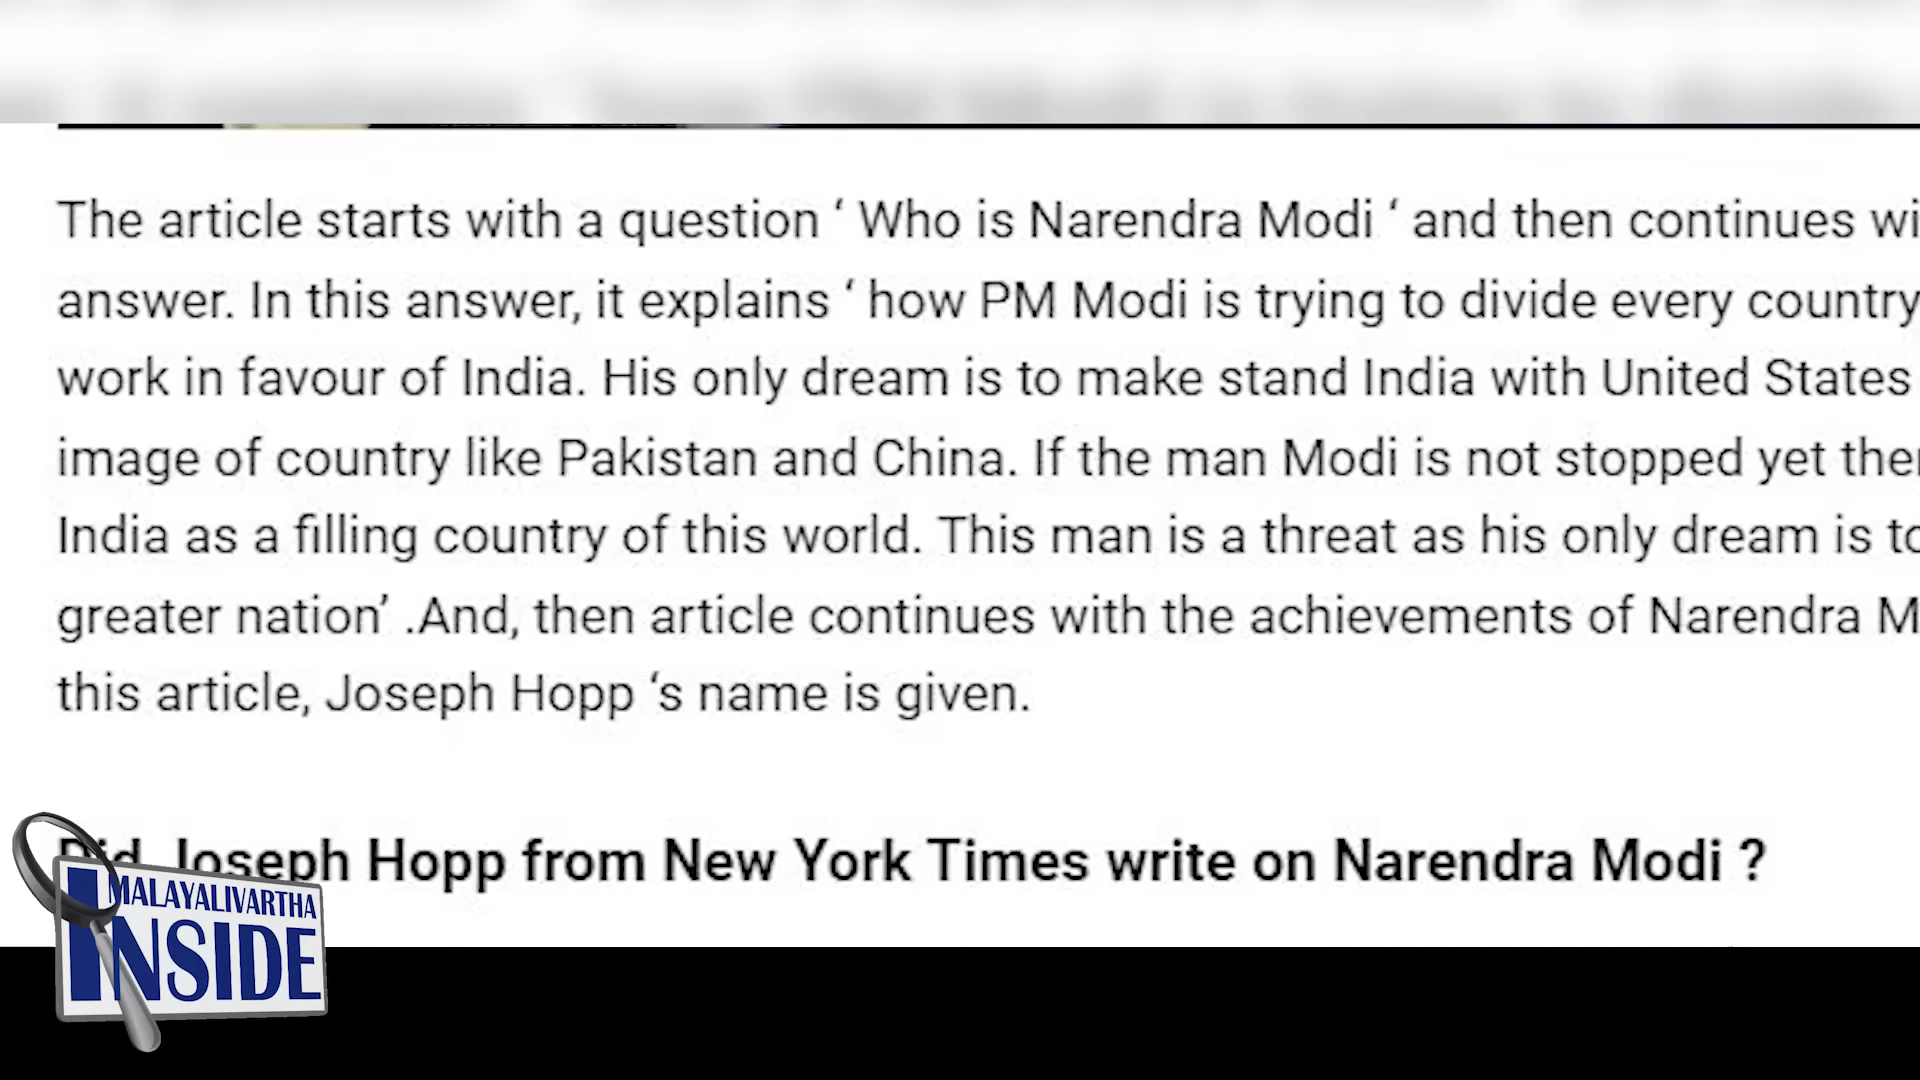 The article starts with a question ‘ Who is Narendra Modi ‘ and then continues
answer. In this answer, it explains ‘ how PM Modi is trying to divide every country
work in favour of India. His only dream is to make stand India with United States
image of country like Pakistan and China. If the man Modi is not stopped yet
India as a filling country of this world. This man is a threat as his only dream is
greater nation’ .And, then article continues with the achievements of Narendra
this article, Joseph Hopp ‘s name is given.
Did Joseph Hopp from New York Times write on Narendra Modi ?
MALAYALIVARTHA
INSIDE